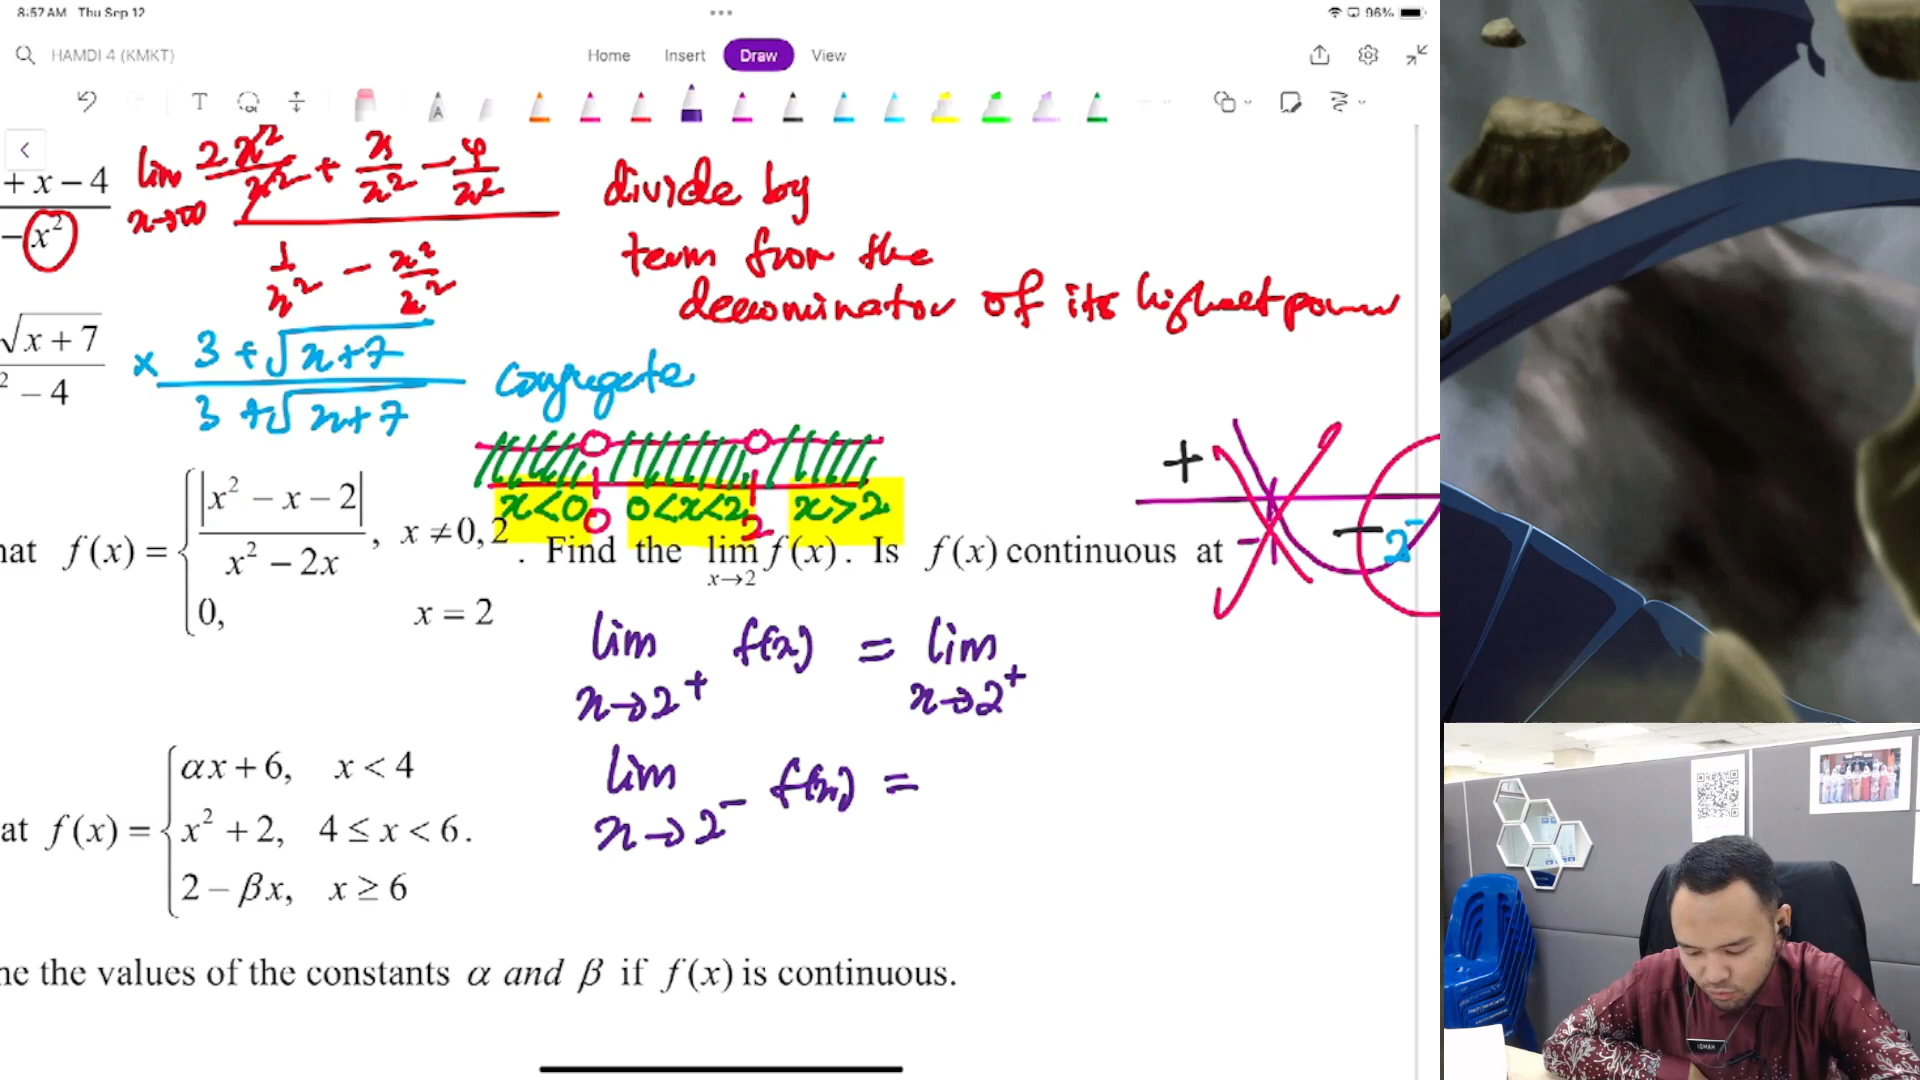 8:57 AM Thu Sep 12
96%
HAMDI 4 (KMKT)
Home Insert Draw View
+ x − 4
− x²
lim x→∞ 2x²/x² + x/x² − 4/x²
1/x² − x²/x²
divide by
term from the
denominator of its highest power
√x + 7
² − 4
× 3 + √x+7
3 + √x+7
conjugate
x<0 0<x<2 x>2
0 2
+ − 2⁻
hat f(x) = { |x² − x − 2| / x² − 2x , x ≠ 0, 2
0, x = 2
. Find the lim x→2 f(x). Is f(x) continuous at
lim x→2⁺ f(x) = lim x→2⁺
lim x→2⁻ f(x) =
at f(x) = { αx + 6, x < 4
x² + 2, 4 ≤ x < 6.
2 − βx, x ≥ 6
ne the values of the constants α and β if f(x) is continuous.